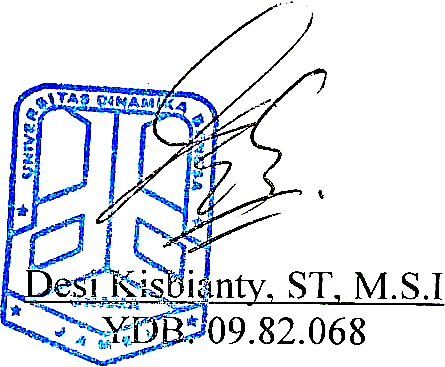 UNIVERSITAS DINAMIKA BANGSA
JAMBI
Desi Kisbianty, ST, M.S.I
YDB. 09.82.068